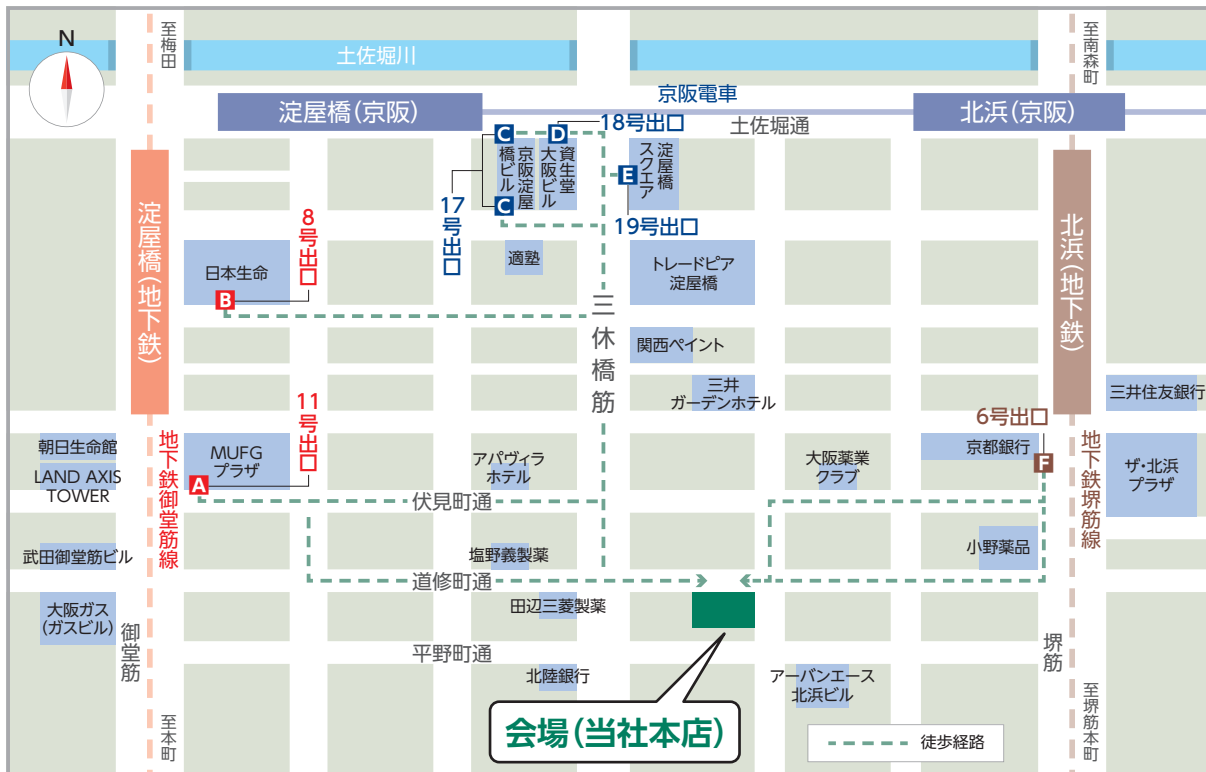 N
至梅田
土佐堀川
至南森町
京阪電車
淀屋橋(京阪)
北浜(京阪)
18号出口
土佐堀通
C
D
京阪淀屋
橋ビル
資生堂
大阪ビル
E
淀屋橋
スクエア
C
17号出口
19号出口
淀屋橋(地下鉄)
8号出口
日本生命
B
適塾
トレードピア
淀屋橋
北浜(地下鉄)
三休橋筋
関西ペイント
三井
ガーデンホテル
三井住友銀行
11号出口
6号出口
朝日生命館
LAND AXIS
TOWER
地下鉄御堂筋線
MUFG
プラザ
A
アパヴィラ
ホテル
大阪薬業
クラブ
京都銀行
F
地下鉄堺筋線
ザ・北浜
プラザ
伏見町通
武田御堂筋ビル
塩野義製薬
小野薬品
道修町通
大阪ガス
(ガスビル)
田辺三菱製薬
御堂筋
平野町通
堺筋
北陸銀行
アーバンエース
北浜ビル
至本町
会場(当社本店)
至堺筋本町
徒歩経路